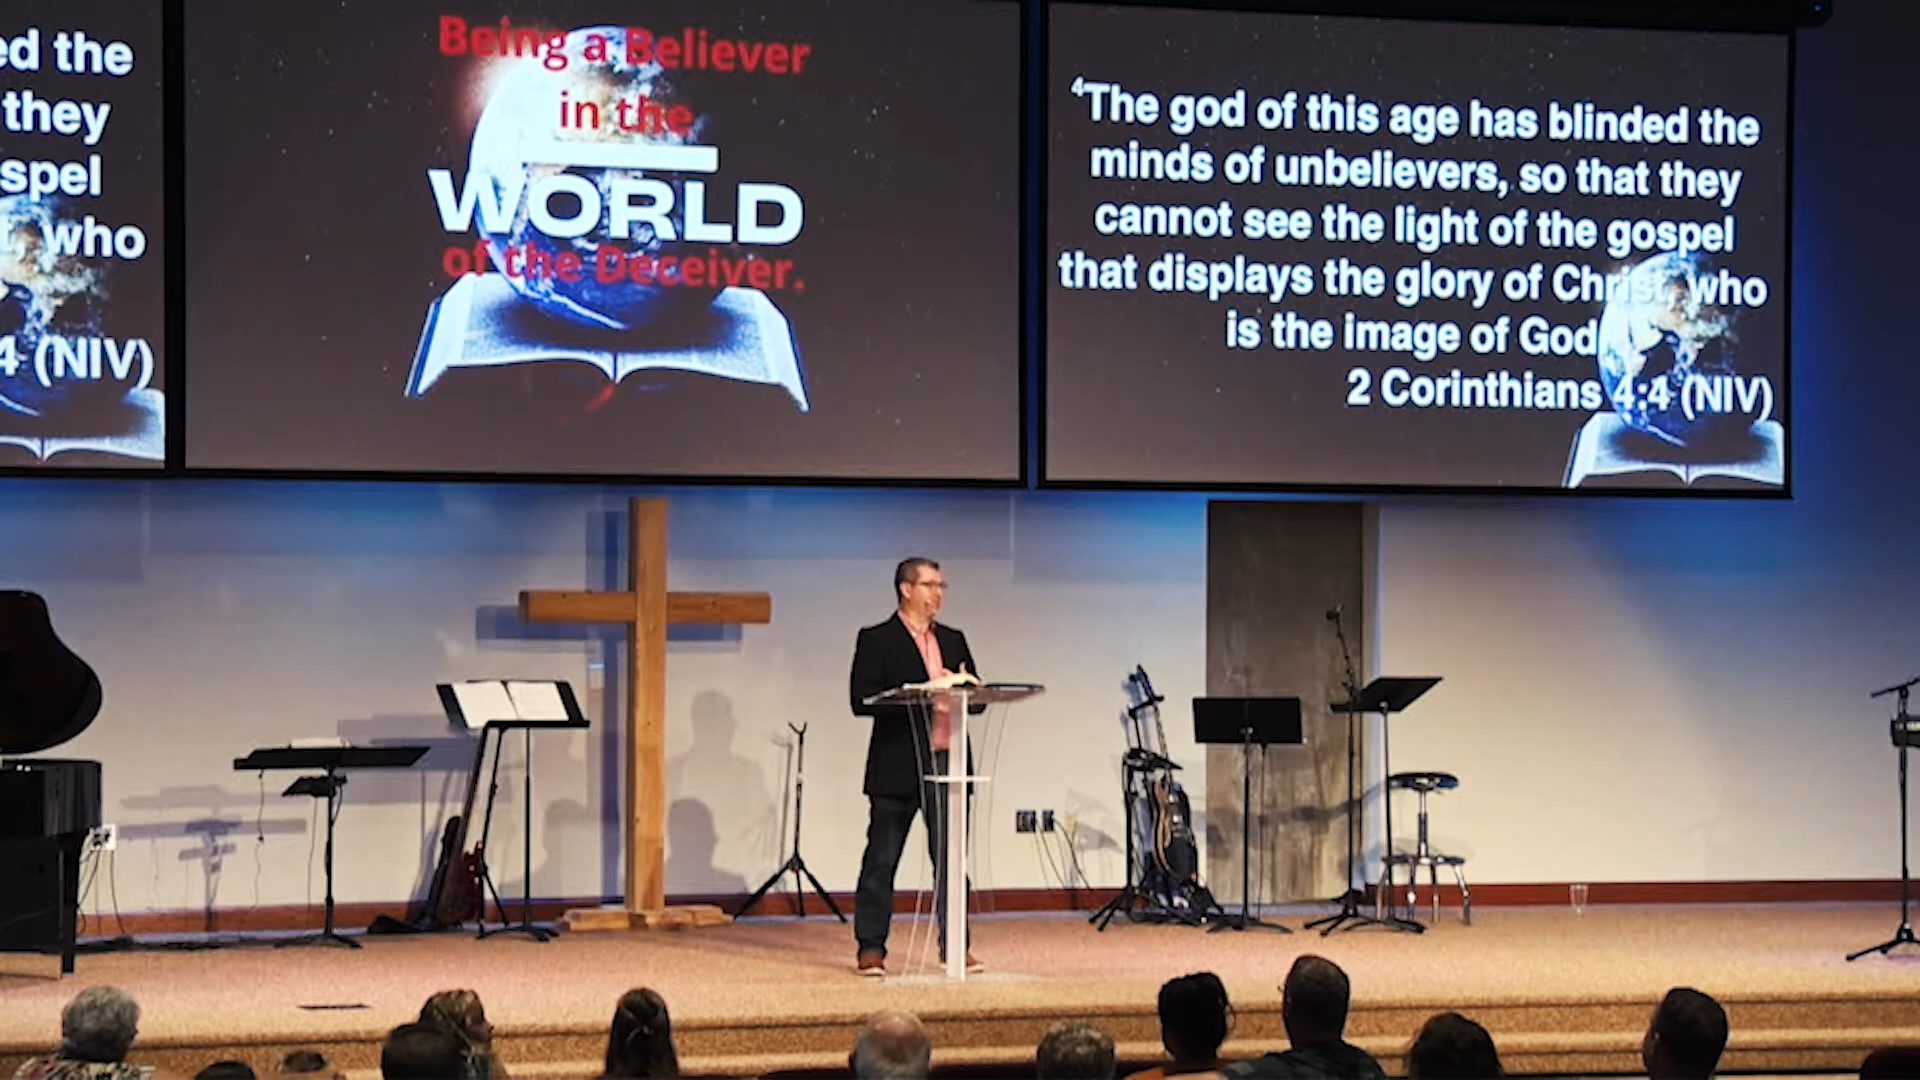 ed the
they
spel
who
4 (NIV)
Being a Believer
in the
WORLD
of the Deceiver.
⁴The god of this age has blinded the
minds of unbelievers, so that they
cannot see the light of the gospel
that displays the glory of Christ, who
is the image of God
2 Corinthians 4:4 (NIV)